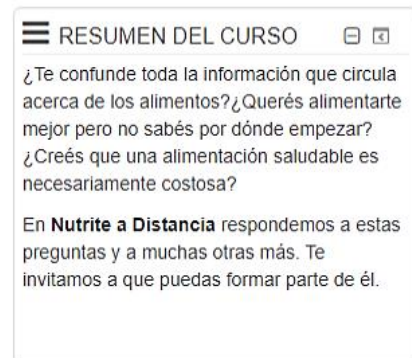 RESUMEN DEL CURSO
¿Te confunde toda la información que circula
acerca de los alimentos?¿Querés alimentarte
mejor pero no sabés por dónde empezar?
¿Creés que una alimentación saludable es
necesariamente costosa?
En Nutrite a Distancia respondemos a estas
preguntas y a muchas otras más. Te
invitamos a que puedas formar parte de él.